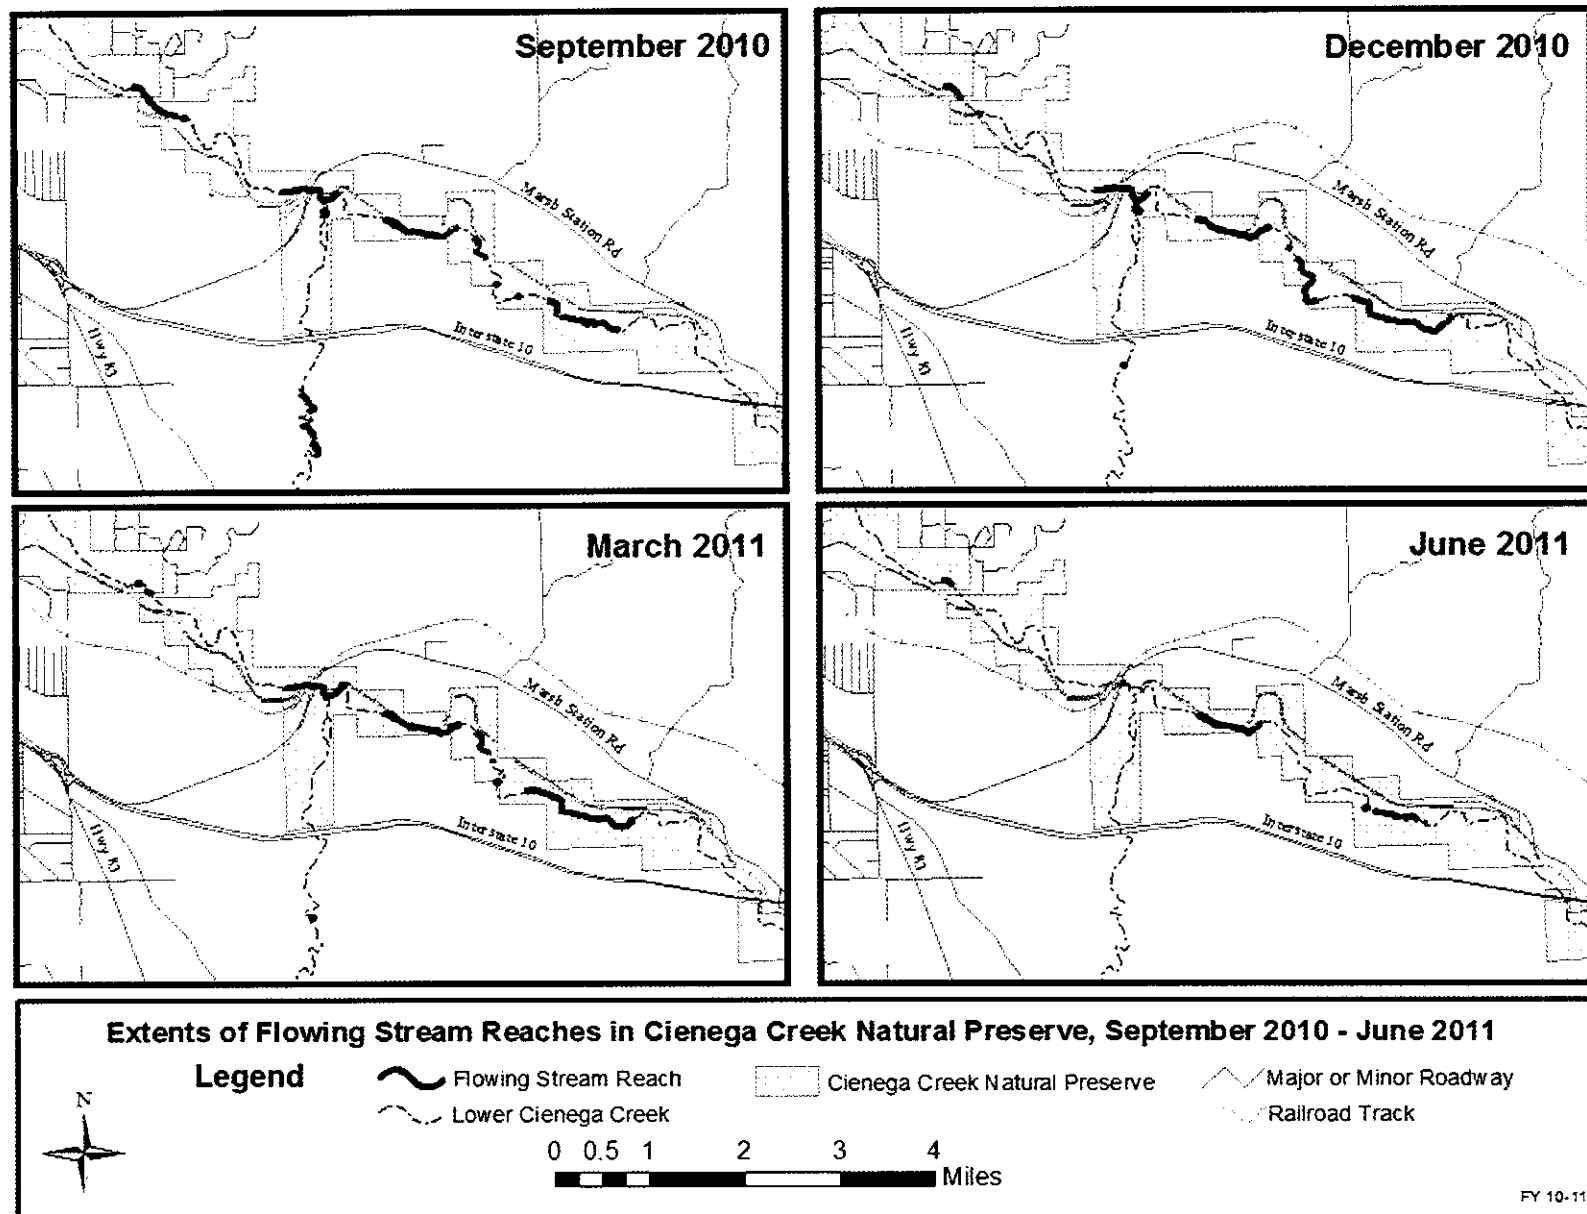 September 2010
Marsh Station Rd
Interstate 10
Hwy 83
December 2010
Marsh Station Rd
Interstate 10
Hwy 83
March 2011
Marsh Station Rd
Interstate 10
Hwy 83
June 2011
Marsh Station Rd
Interstate 10
Hwy 83
Extents of Flowing Stream Reaches in Cienega Creek Natural Preserve, September 2010 - June 2011
Legend
Flowing Stream Reach
Cienega Creek Natural Preserve
Major or Minor Roadway
Lower Cienega Creek
Railroad Track
N
0 0.5 1 2 3 4
Miles
FY 10-11